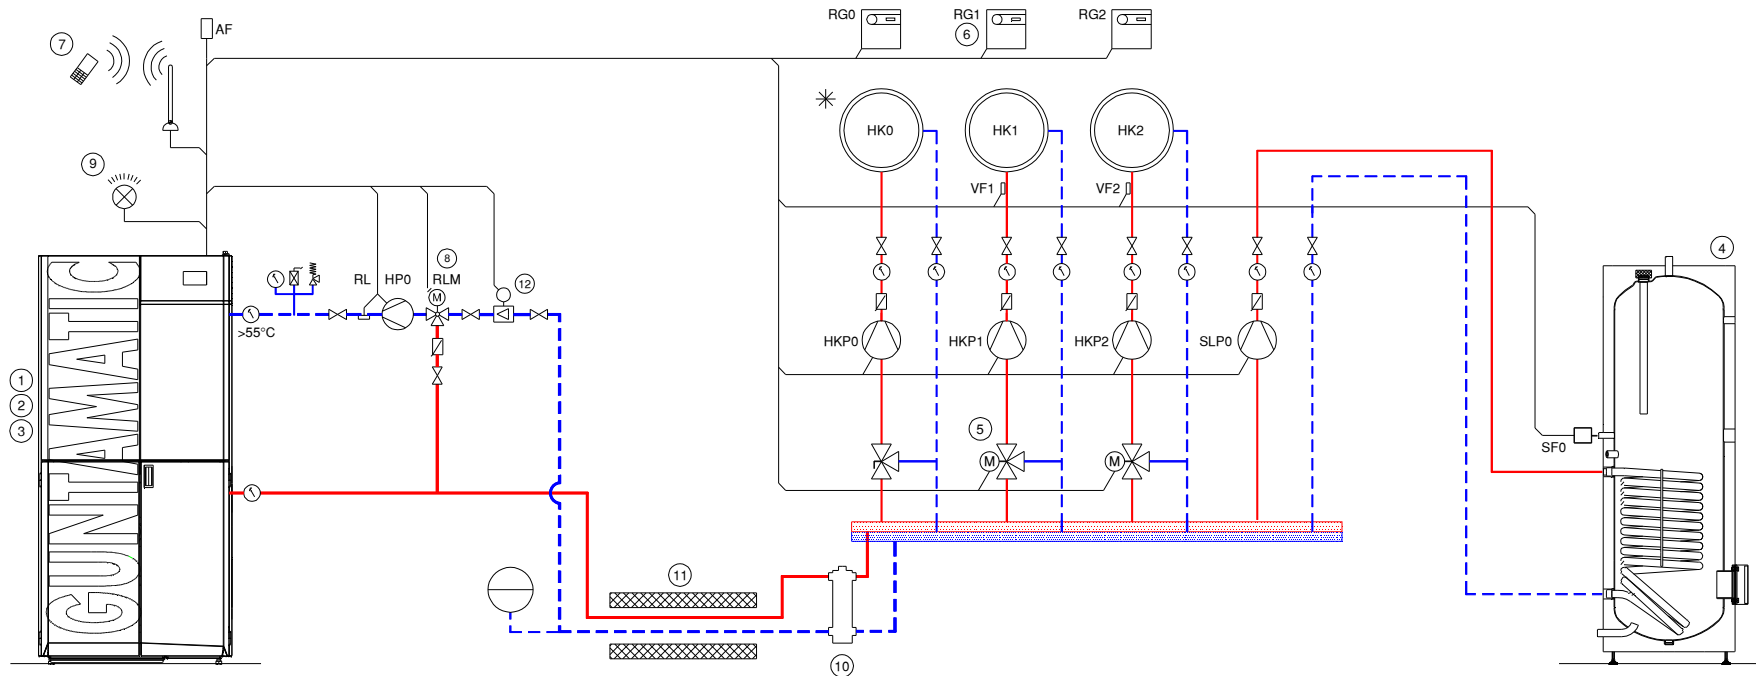 RG0
RG1
RG2
6
AF
7
9
HK0
HK1
HK2
VF1
VF2
4
8
RL
HP0
RLM
M
12
>55°C
HKP0
HKP1
HKP2
SLP0
1
2
3
GUNTAMATIC
5
M
M
SF0
11
10